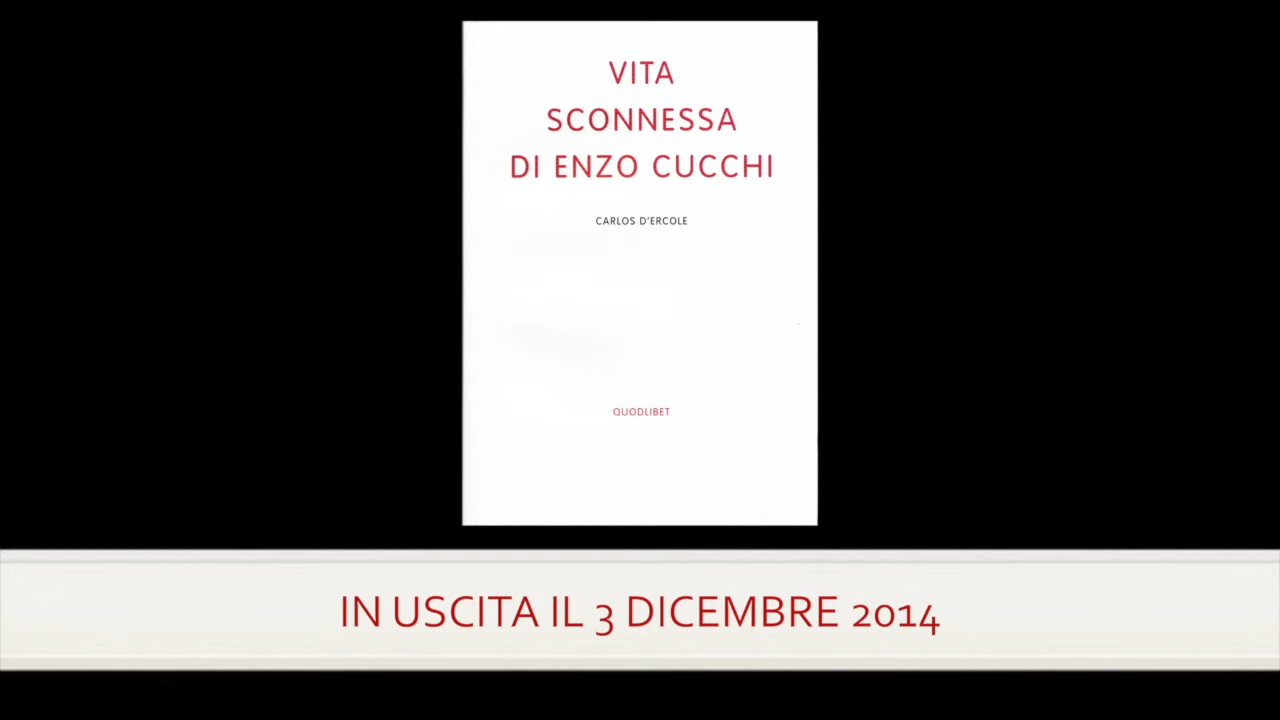 VITA
SCONNESSA
DI ENZO CUCCHI
CARLOS D'ERCOLE
QUODLIBET
IN USCITA IL 3 DICEMBRE 2014